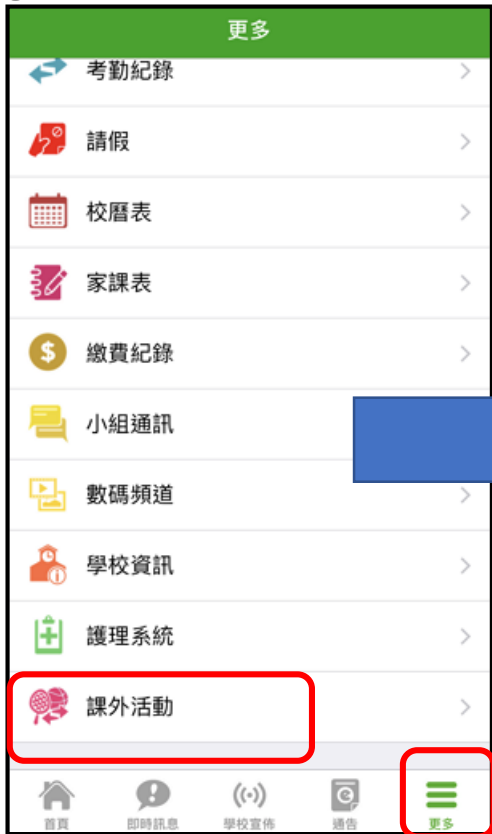 更多
考勤紀錄
請假
校曆表
家課表
繳費紀錄
小組通訊
數碼頻道
學校資訊
護理系統
課外活動
首頁 即時訊息 學校宣佈 通告 更多